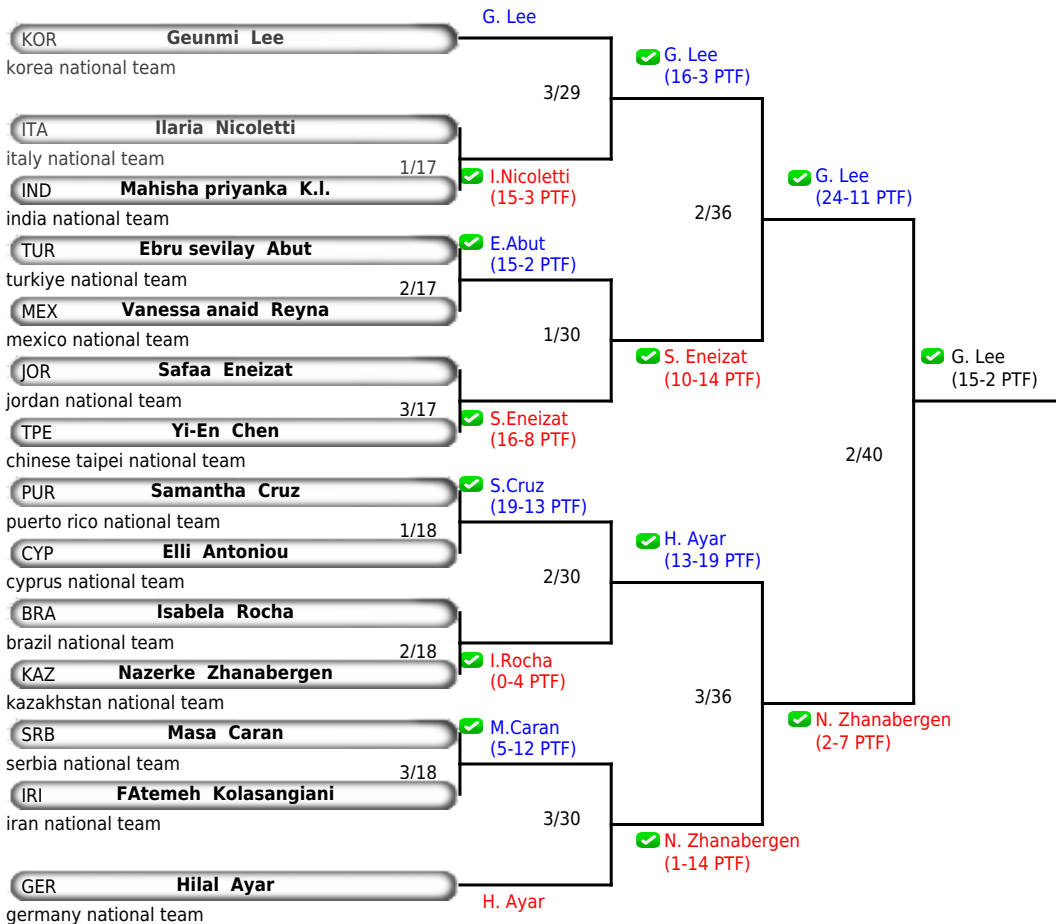 G. Lee
KOR Geunmi Lee
korea national team
G. Lee
(16-3 PTF)
3/29
ITA Ilaria Nicoletti
italy national team
1/17
I.Nicoletti
(15-3 PTF)
IND Mahisha priyanka K.I.
india national team
G. Lee
(24-11 PTF)
2/36
TUR Ebru sevilay Abut
turkiye national team
E.Abut
(15-2 PTF)
2/17
MEX Vanessa anaid Reyna
mexico national team
1/30
S. Eneizat
(10-14 PTF)
G. Lee
(15-2 PTF)
JOR Safaa Eneizat
jordan national team
3/17
S.Eneizat
(16-8 PTF)
TPE Yi-En Chen
chinese taipei national team
2/40
PUR Samantha Cruz
puerto rico national team
S.Cruz
(19-13 PTF)
1/18
CYP Elli Antoniou
cyprus national team
H. Ayar
(13-19 PTF)
2/30
BRA Isabela Rocha
brazil national team
2/18
I.Rocha
(0-4 PTF)
KAZ Nazerke Zhanabergen
kazakhstan national team
3/36
N. Zhanabergen
(2-7 PTF)
SRB Masa Caran
serbia national team
M.Caran
(5-12 PTF)
3/18
IRI FAtemeh Kolasangiani
iran national team
3/30
N. Zhanabergen
(1-14 PTF)
GER Hilal Ayar
germany national team
H. Ayar